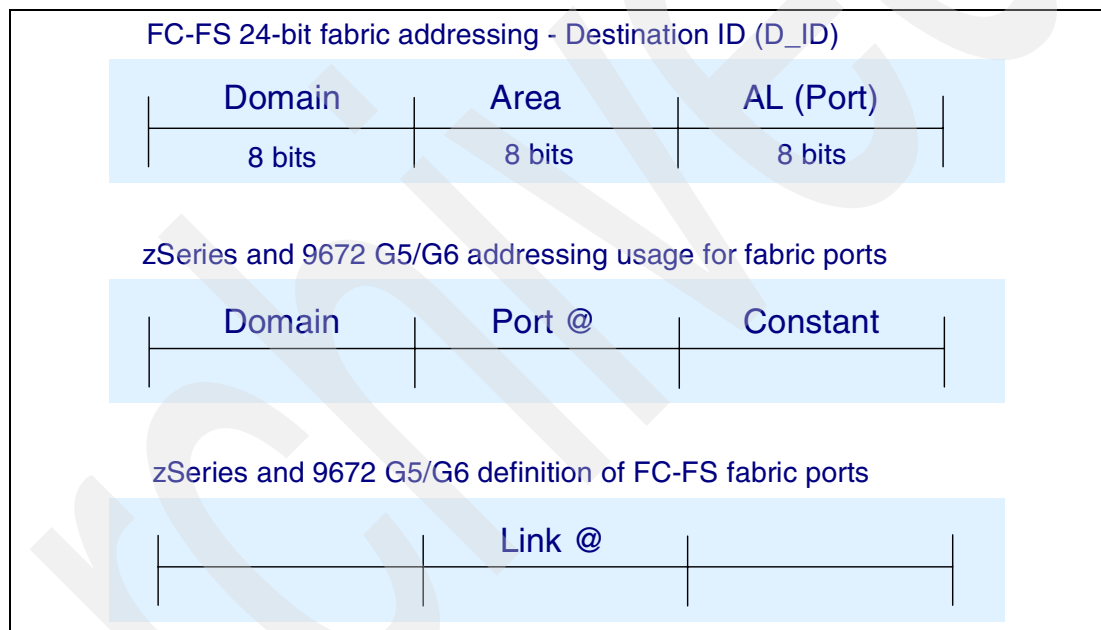 FC-FS 24-bit fabric addressing - Destination ID (D_ID)
Domain Area AL (Port)
8 bits 8 bits 8 bits
zSeries and 9672 G5/G6 addressing usage for fabric ports
Domain Port @ Constant
zSeries and 9672 G5/G6 definition of FC-FS fabric ports
Link @